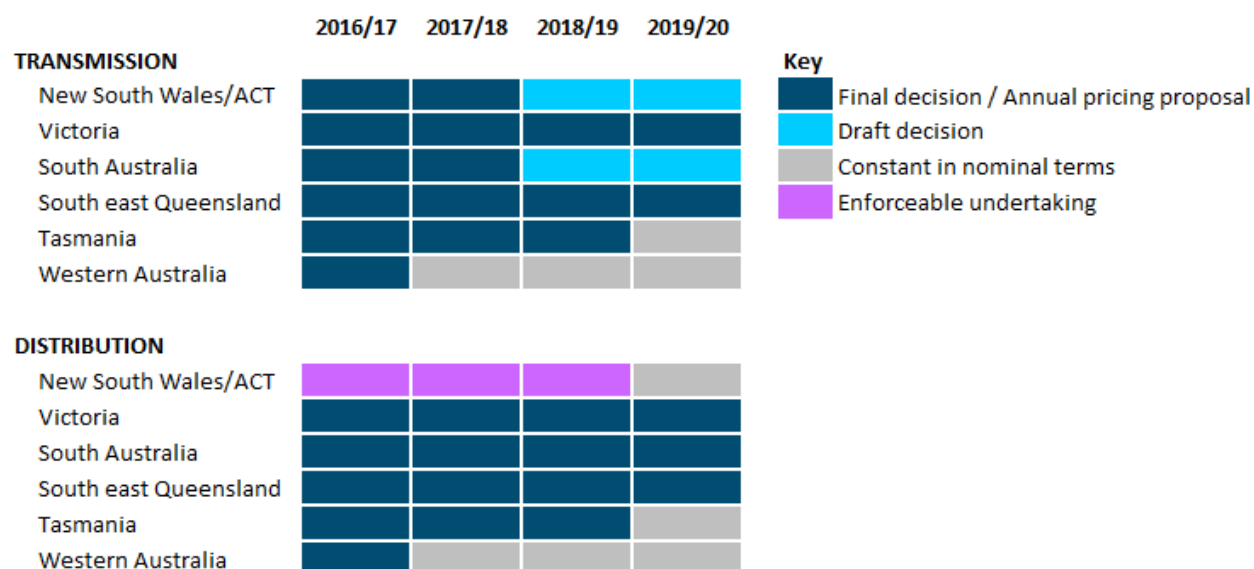 2016/17 2017/18 2018/19 2019/20
TRANSMISSION
Key
New South Wales/ACT
Final decision / Annual pricing proposal
Victoria
Draft decision
South Australia
Constant in nominal terms
South east Queensland
Enforceable undertaking
Tasmania
Western Australia
DISTRIBUTION
New South Wales/ACT
Victoria
South Australia
South east Queensland
Tasmania
Western Australia